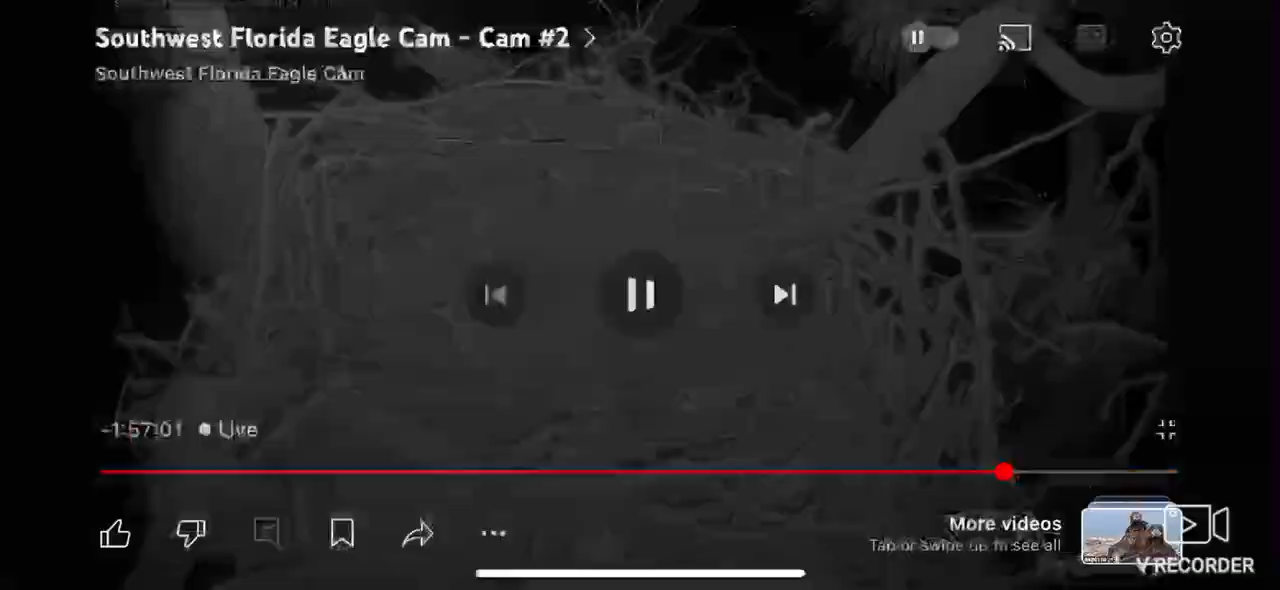 Southwest Florida Eagle Cam - Cam #2
Southwest Florida Eagle Cam
-1:57:01 Live
More videos
Tap or swipe up to see all
V RECORDER